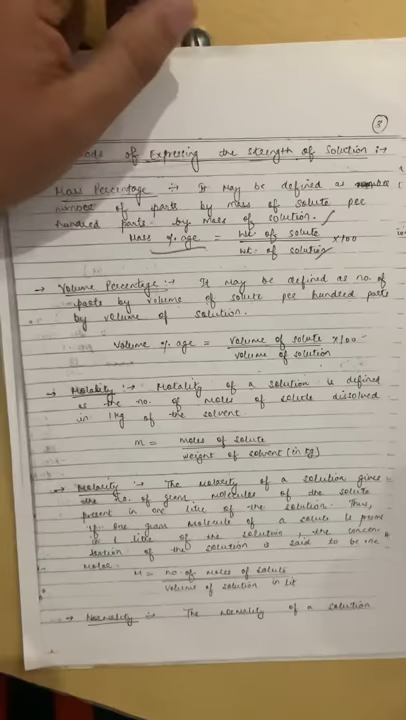 3
of Expressing the strength of Solution :→
Mass Percentage :→ It may be defined as
number of parts by mass of solute per
hundred parts by mass of solution.
Mass %age = Wt. of solute / Wt. of solution ×100
→ Volume Percentage :→ It may be defined as no. of
parts by volume of solute per hundred parts
by volume of solution.
Volume %age = volume of solute / volume of solution ×100
→ Molality :→ Molality of a solution is defined
as the no. of moles of solute dissolved
in 1 kg of the solvent.
m = moles of solute / weight of solvent (in kg)
→ Molarity :→ The Molarity of a solution gives
the no. of gram molecules of the solute
present in one litre of the solution. Thus,
if one gram molecule of a solute is present
in 1 litre of the solution, the concen-
tration of the solution is said to be one
molar.
M = no. of moles of solute / volume of solution in lit
→ Normality :→ The normality of a solution